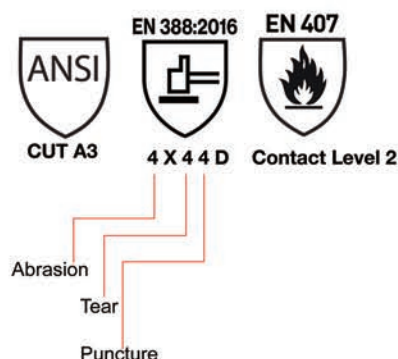 ANSI
CUT A3
EN 388:2016
4 X 4 4 D
EN 407
Contact Level 2
Abrasion
Tear
Puncture